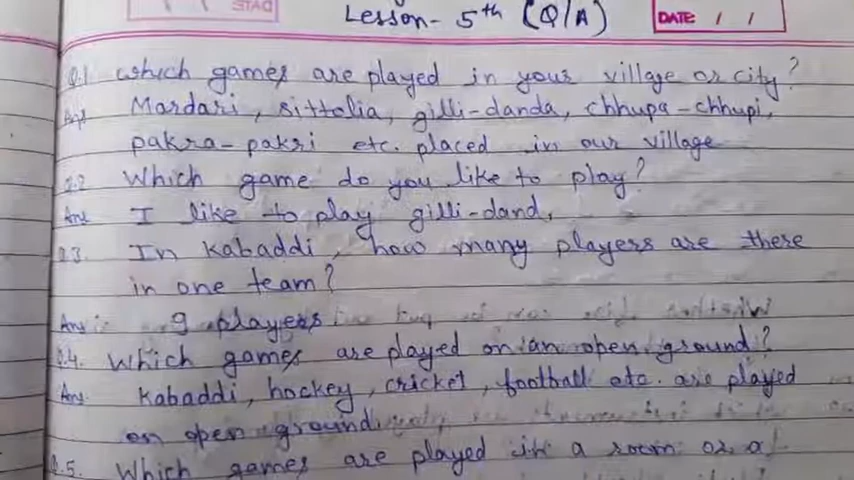 Lesson- 5th (Q/A)
DATE / /
Q.1 Which games are played in your village or city?
Ans Mardari, sittolia, gilli-danda, chhupa-chhupi,
pakra-pakri etc. placed in our village
Q.2 Which game do you like to play?
Ans I like to play gilli-dand.
Q.3. In kabaddi, how many players are there
in one team?
Ans: 9 players
Q.4. Which games are played on an open ground?
Ans kabaddi, hockey, cricket, football etc. are played
on open ground.
Q.5. Which games are played in a room or a